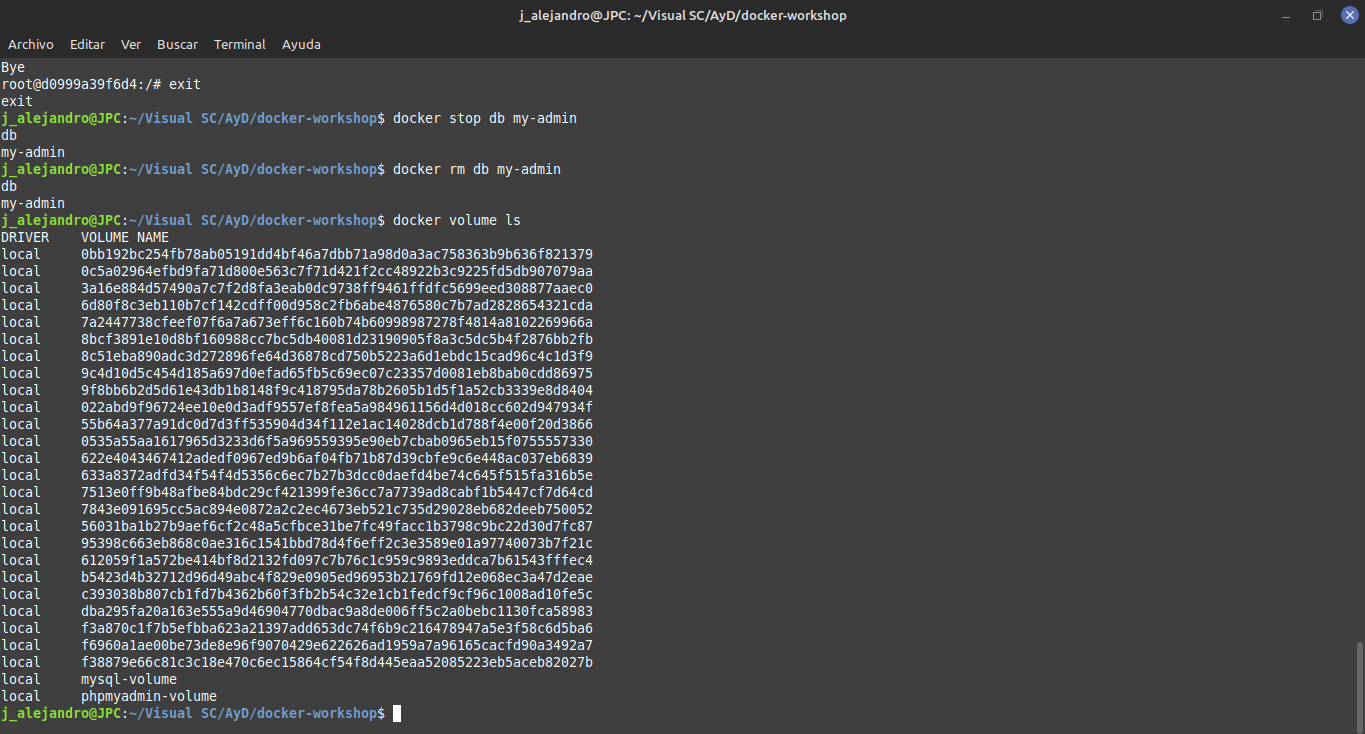 j_alejandro@JPC: ~/Visual SC/AyD/docker-workshop
Archivo Editar Ver Buscar Terminal Ayuda
Bye
root@d0999a39f6d4:/# exit
exit
j_alejandro@JPC:~/Visual SC/AyD/docker-workshop$ docker stop db my-admin
db
my-admin
j_alejandro@JPC:~/Visual SC/AyD/docker-workshop$ docker rm db my-admin
db
my-admin
j_alejandro@JPC:~/Visual SC/AyD/docker-workshop$ docker volume ls
DRIVER    VOLUME NAME
local     0bb192bc254fb78ab05191dd4bf46a7dbb71a98d0a3ac758363b9b636f821379
local     0c5a02964efbd9fa71d800e563c7f71d421f2cc48922b3c9225fd5db907079aa
local     3a16e884d57490a7c7f2d8fa3eab0dc9738ff9461ffdfc5699eed308877aaec0
local     6d80f8c3eb110b7cf142cdff00d958c2fb6abe4876580c7b7ad2828654321cda
local     7a2447738cfeef07f6a7a673eff6c160b74b60998987278f4814a8102269966a
local     8bcf3891e10d8bf160988cc7bc5db40081d23190905f8a3c5dc5b4f2876bb2fb
local     8c51eba890adc3d272896fe64d36878cd750b5223a6d1ebdc15cad96c4c1d3f9
local     9c4d10d5c454d185a697d0efad65fb5c69ec07c23357d0081eb8bab0cdd86975
local     9f8bb6b2d5d61e43db1b8148f9c418795da78b2605b1d5f1a52cb3339e8d8404
local     022abd9f96724ee10e0d3adf9557ef8fea5a984961156d4d018cc602d947934f
local     55b64a377a91dc0d7d3ff535904d34f112e1ac14028dcb1d788f4e00f20d3866
local     0535a55aa1617965d3233d6f5a969559395e90eb7cbab0965eb15f0755557330
local     622e4043467412adedf0967ed9b6af04fb71b87d39cbfe9c6e448ac037eb6839
local     633a8372adfd34f54f4d5356c6ec7b27b3dcc0daefd4be74c645f515fa316b5e
local     7513e0ff9b48afbe84bdc29cf421399fe36cc7a7739ad8cabf1b5447cf7d64cd
local     7843e091695cc5ac894e0872a2c2ec4673eb521c735d29028eb682deeb750052
local     56031ba1b27b9aef6cf2c48a5cfbce31be7fc49facc1b3798c9bc22d30d7fc87
local     95398c663eb868c0ae316c1541bbd78d4f6eff2c3e3589e01a97740073b7f21c
local     612059f1a572be414bf8d2132fd097c7b76c1c959c9893eddca7b61543fffec4
local     b5423d4b32712d96d49abc4f829e0905ed96953b21769fd12e068ec3a47d2eae
local     c393038b807cb1fd7b4362b60f3fb2b54c32e1cb1fedcf9cf96c1008ad10fe5c
local     dba295fa20a163e555a9d46904770dbac9a8de006ff5c2a0bebc1130fca58983
local     f3a870c1f7b5efbba623a21397add653dc74f6b9c216478947a5e3f58c6d5ba6
local     f6960a1ae00be73de8e96f9070429e622626ad1959a7a96165cacfd90a3492a7
local     f38879e66c81c3c18e470c6ec15864cf54f8d445eaa52085223eb5aceb82027b
local     mysql-volume
local     phpmyadmin-volume
j_alejandro@JPC:~/Visual SC/AyD/docker-workshop$